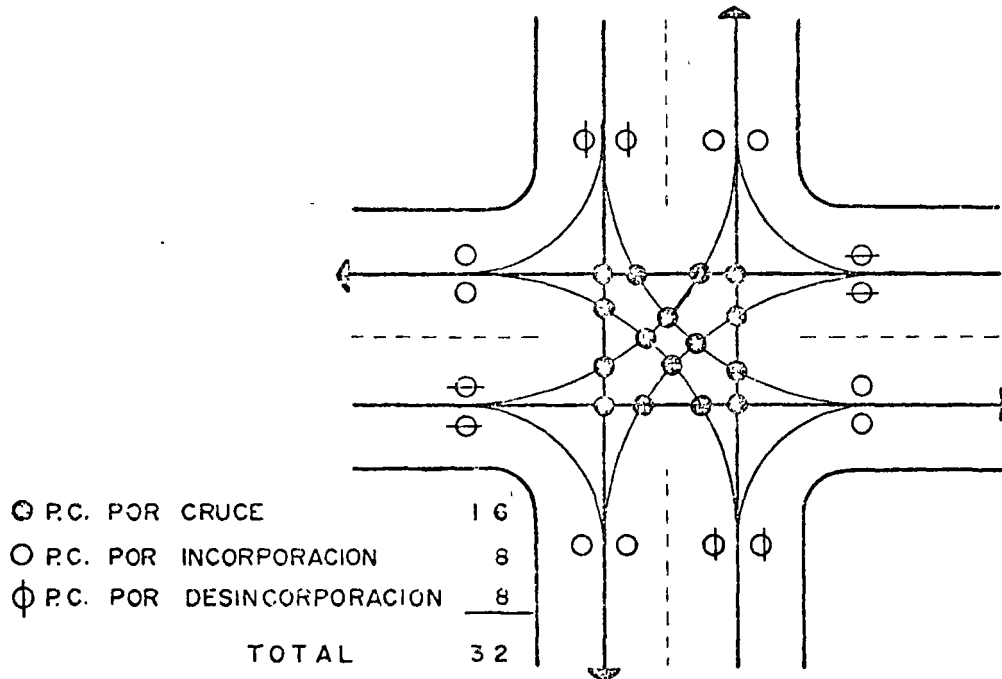 P.C. POR CRUCE 16
P.C. POR INCORPORACION 8
P.C. POR DESINCORPORACION 8
TOTAL 32